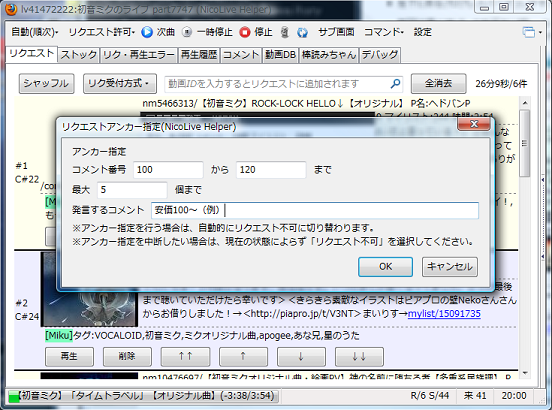 lv41472222:初音ミクのライブ part7747 (NicoLive Helper)
自動(順次) リクエスト許可 次曲 一時停止 停止 サブ画面 コマンド 設定
リクエスト ストック リク・再生エラー 再生履歴 コメント 動画DB 棒読みちゃん デバッグ
シャッフル リク受付方式 動画IDを入力するとリクエストに追加されます 全消去 26分9秒/6件
nm5466313/【初音ミク】ROCK-LOCK HELLO↓【オリジナル】 P名:ヘドバンP
#1
C#22
リクエストアンカー指定(NicoLive Helper)
アンカー指定
コメント番号 100 から 120 まで
最大 5 個まで
発言するコメント 安価100～（例）
※アンカー指定を行う場合は、自動的にリクエスト不可に切り替わります。
※アンカー指定を中断したい場合は、現在の状態によらず「リクエスト不可」を選択してください。
OK キャンセル
#2
C#24
最後
まで聴いていただけたら幸いです＞<きらきら素敵なイラストはピアプロの壁Nekoさんさん
からお借りしました！→<http://piapro.jp/t/V3NT> まいりす→mylist/15091735
[Miku]タグ:VOCALOID,初音ミク,ミクオリジナル曲,apogee,あな兄,星のうた
再生 削除 ↑↑ ↑ ↓ ↓↓
【初音ミク】「タイムトラベル」【オリジナル曲】(-3:38/3:54) R/6 S/44 来 41 20:00